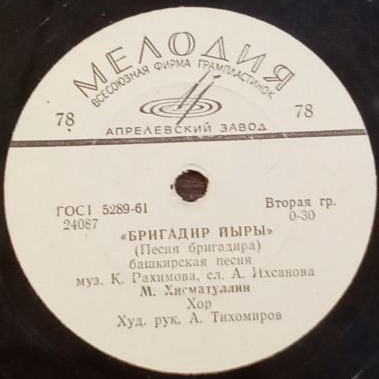 МЕЛОДИЯ
ВСЕСОЮЗНАЯ ФИРМА ГРАМПЛАСТИНОК
78 78
АПРЕЛЕВСКИЙ ЗАВОД
ГОСТ 5289-61 Вторая гр.
24087 0-30
«БРИГАДИР ЙЫРЫ»
(Песня бригадира)
башкирская песня
муз. К. Рахимова, сл. А. Ихсанова
М. Хисматуллин
Хор
Худ. рук. А. Тихомиров